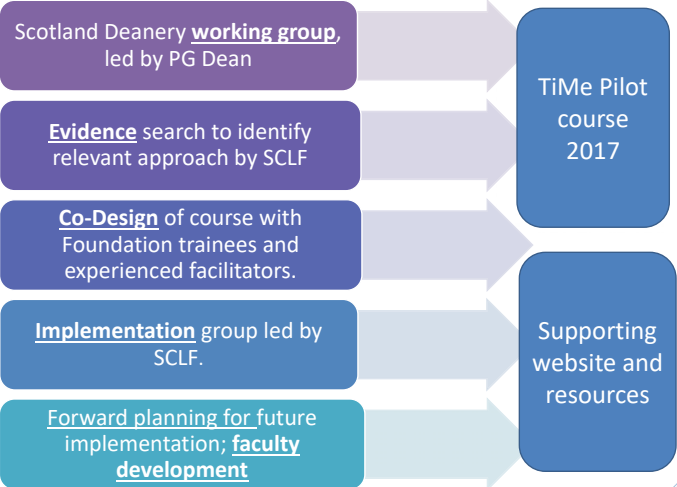 Scotland Deanery working group,
led by PG Dean
Evidence search to identify
relevant approach by SCLF
Co-Design of course with
Foundation trainees and
experienced facilitators.
Implementation group led by
SCLF.
Forward planning for future
implementation; faculty
development
TiMe Pilot
course
2017
Supporting
website and
resources